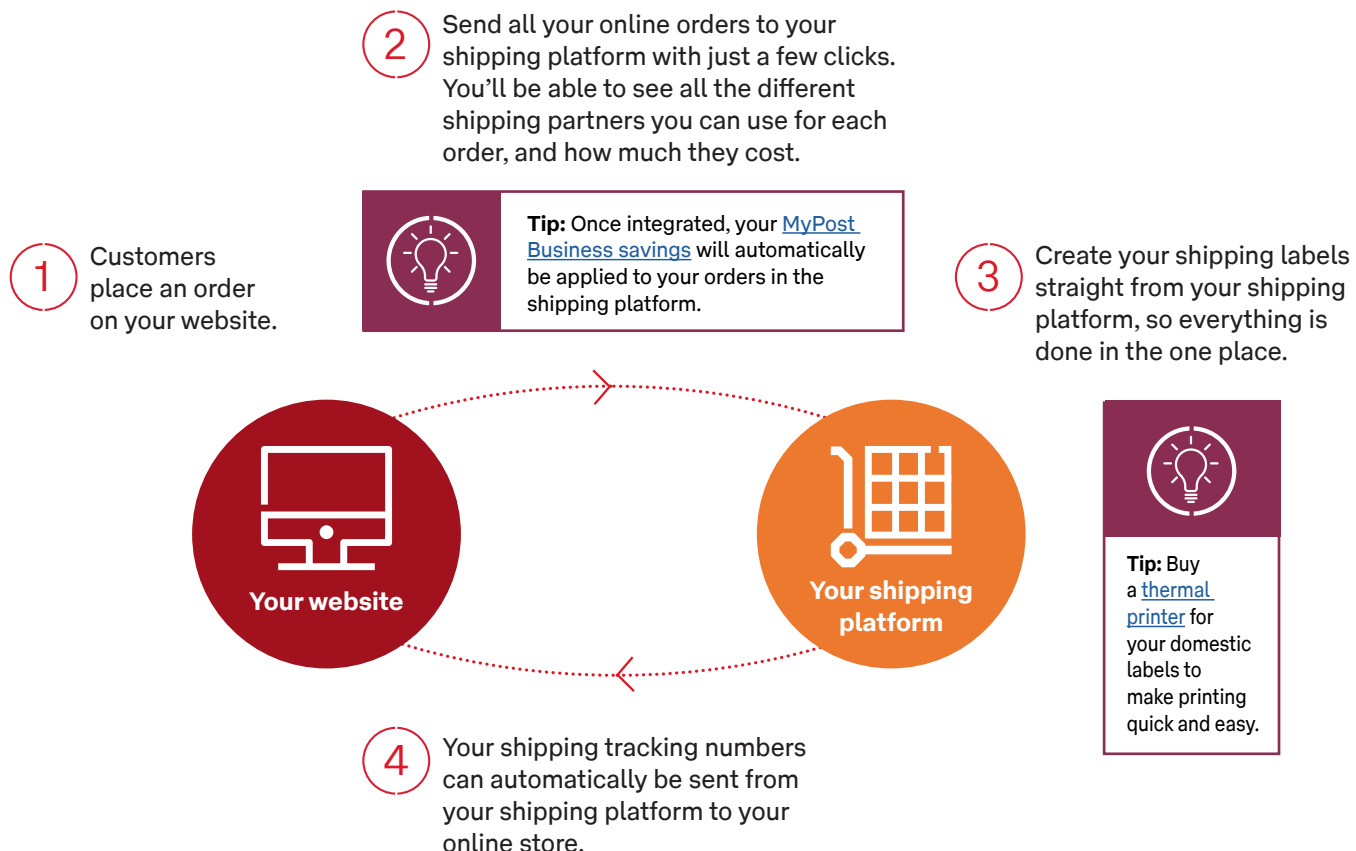 1
Customers
place an order
on your website.
2
Send all your online orders to your
shipping platform with just a few clicks.
You’ll be able to see all the different
shipping partners you can use for each
order, and how much they cost.
Tip: Once integrated, your MyPost
Business savings will automatically
be applied to your orders in the
shipping platform.
3
Create your shipping labels
straight from your shipping
platform, so everything is
done in the one place.
Tip: Buy
a thermal
printer for
your domestic
labels to
make printing
quick and easy.
Your website
Your shipping
platform
4
Your shipping tracking numbers
can automatically be sent from
your shipping platform to your
online store.